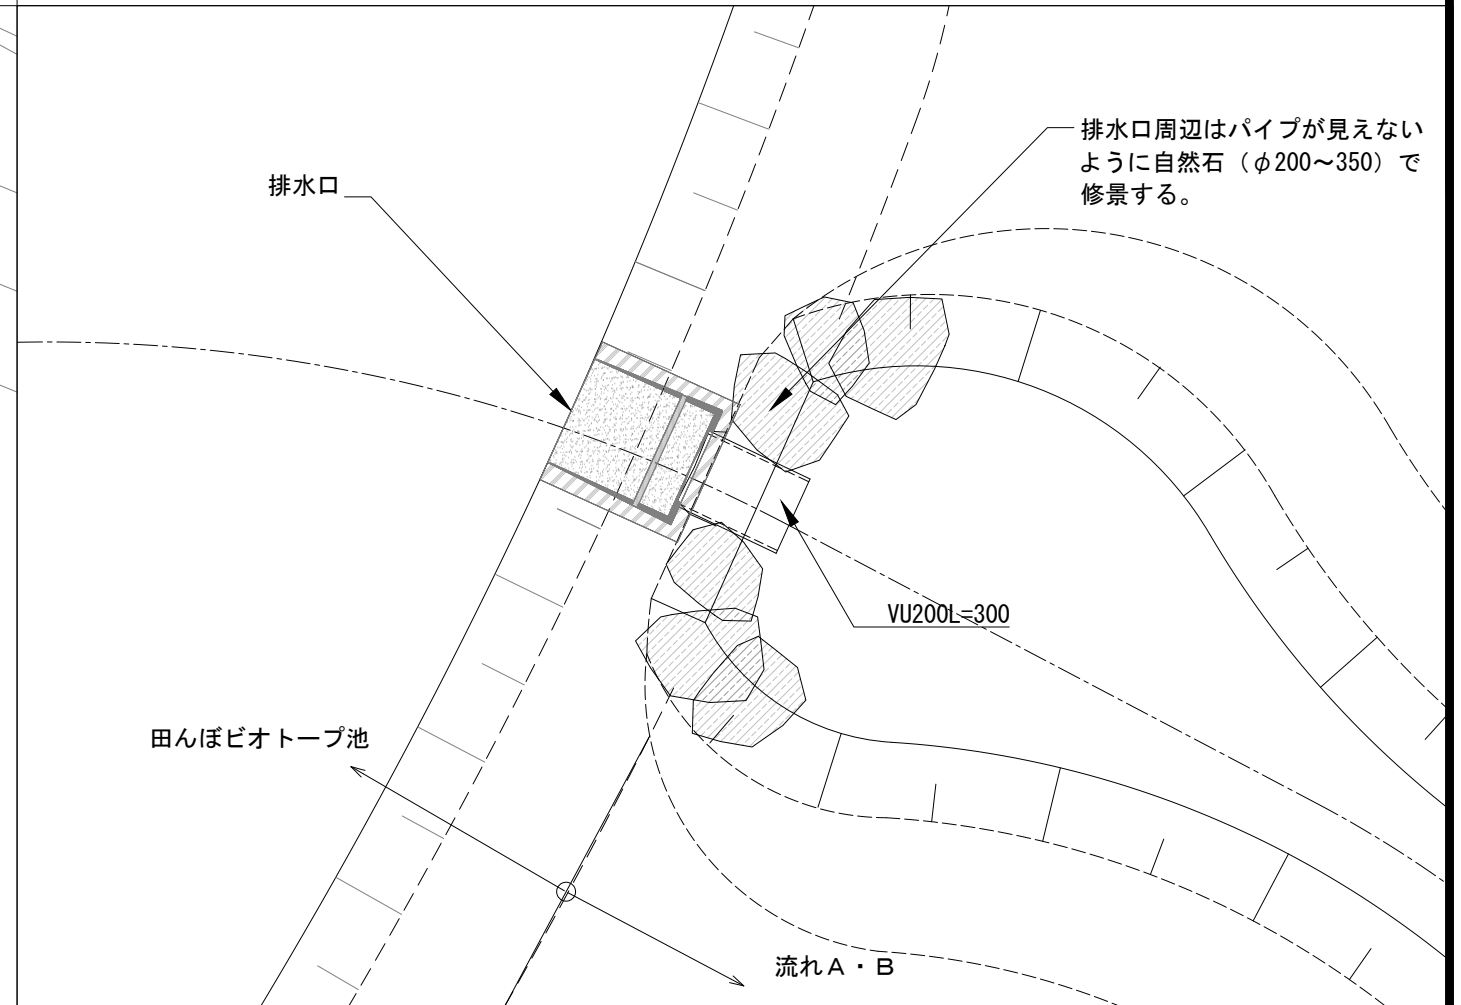 排水口周辺はパイプが見えない
ように自然石（φ200～350）で
修景する。
排水口
VU200L=300
田んぼビオトープ池
流れＡ・Ｂ